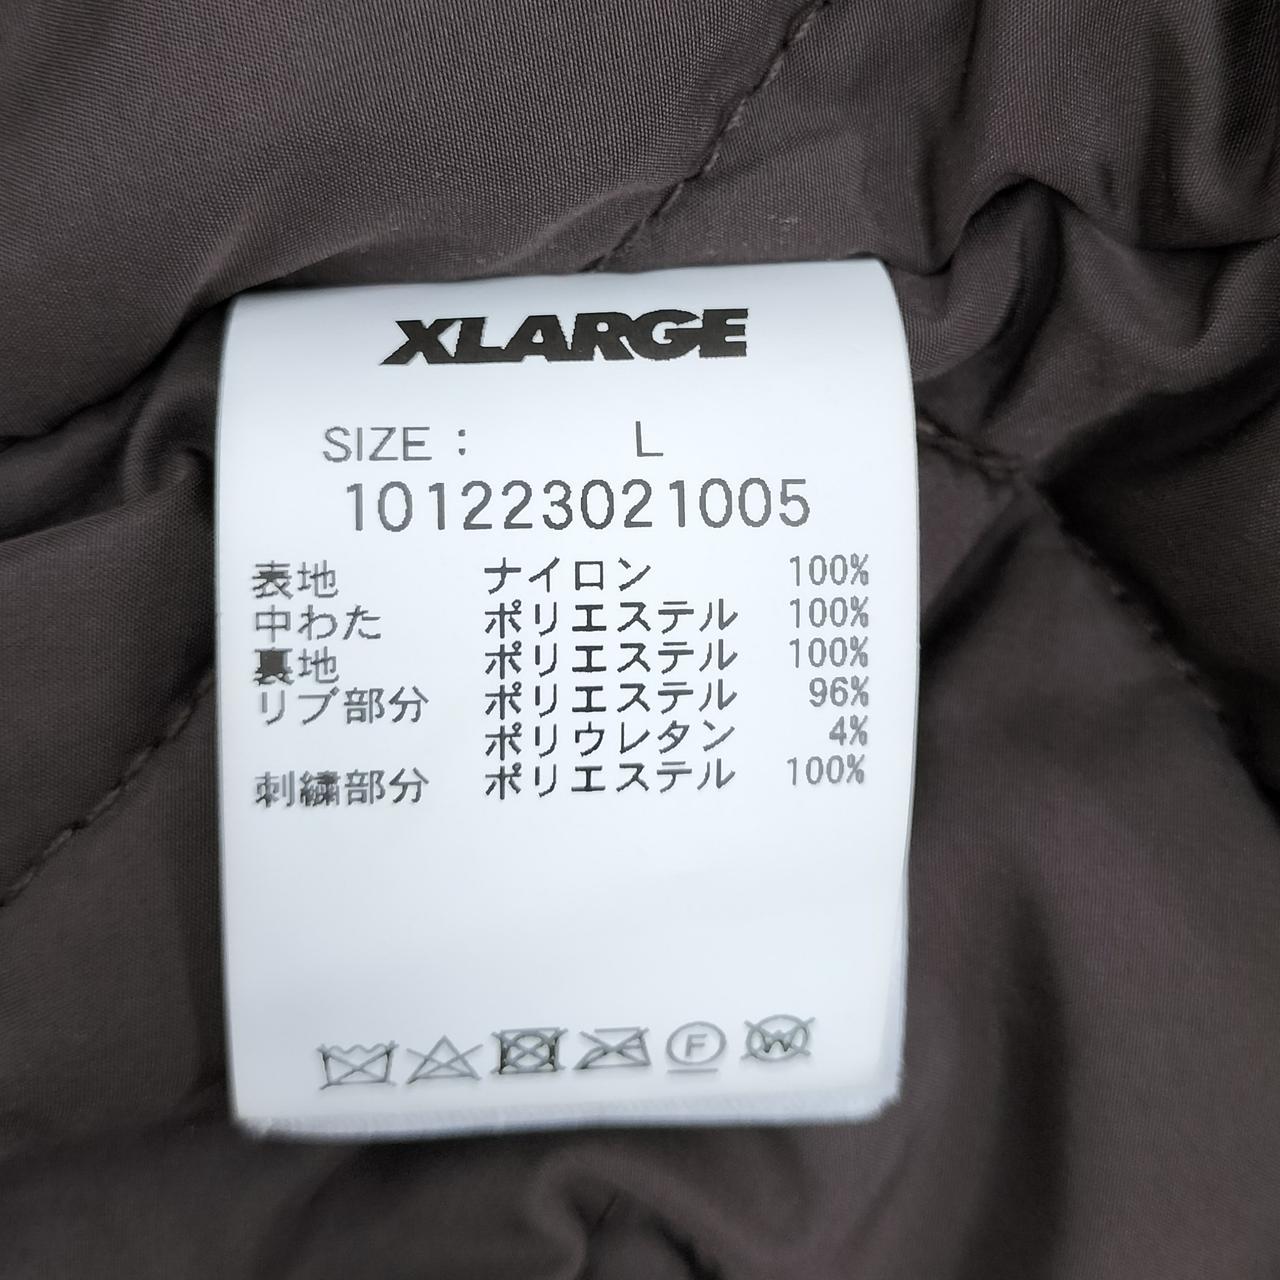 XLARGE
SIZE : L
101223021005
表地 ナイロン 100%
中わた ポリエステル 100%
裏地 ポリエステル 100%
リブ部分 ポリエステル 96%
ポリウレタン 4%
刺繍部分 ポリエステル 100%
F W